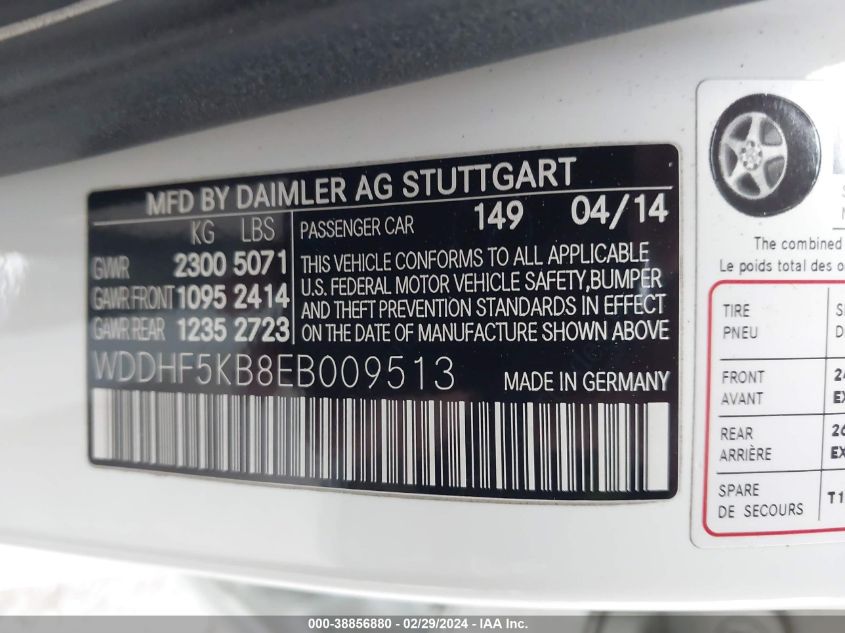 MFD BY DAIMLER AG STUTTGART
KG LBS
GVWR 2300 5071
GAWR FRONT 1095 2414
GAWR REAR 1235 2723
PASSENGER CAR 149 04/14
THIS VEHICLE CONFORMS TO ALL APPLICABLE
U.S. FEDERAL MOTOR VEHICLE SAFETY,BUMPER
AND THEFT PREVENTION STANDARDS IN EFFECT
ON THE DATE OF MANUFACTURE SHOWN ABOVE
WDDHF5KB8EB009513 MADE IN GERMANY
The combined
Le poids total des
TIRE
PNEU
FRONT
AVANT
REAR
ARRIÈRE
SPARE
DE SECOURS
000-38856880 - 02/29/2024 - IAA Inc.